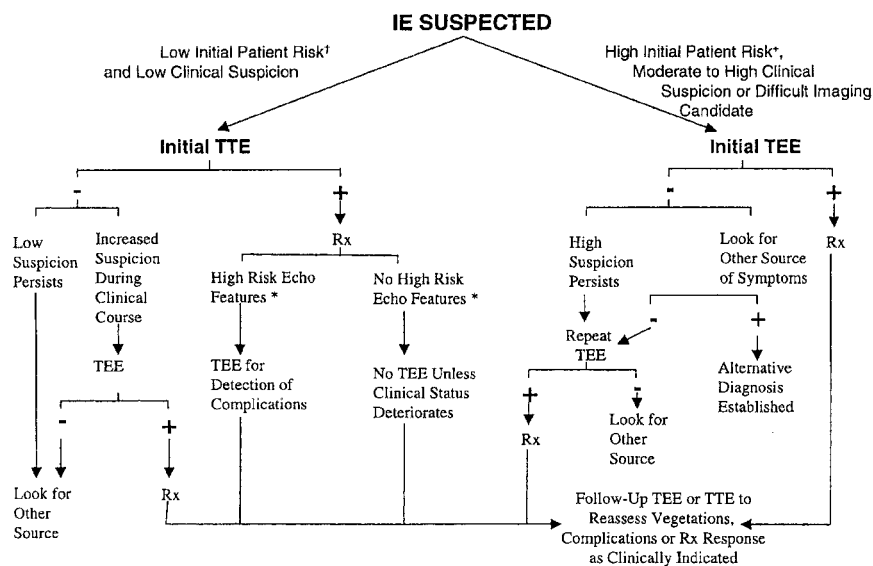 IE SUSPECTED
Low Initial Patient Risk†
and Low Clinical Suspicion
High Initial Patient Risk+,
Moderate to High Clinical
Suspicion or Difficult Imaging
Candidate
Initial TTE
Initial TEE
-
+
-
+
Low
Suspicion
Persists
Increased
Suspicion
During
Clinical
Course
Rx
High Risk Echo
Features *
No High Risk
Echo Features *
High
Suspicion
Persists
Look for
Other Source
of Symptoms
Rx
TEE
TEE for
Detection of
Complications
No TEE Unless
Clinical Status
Deteriorates
Repeat
TEE
-
+
Alternative
Diagnosis
Established
-
+
+
-
Rx
Look for
Other
Source
Look for
Other
Source
Rx
Follow-Up TEE or TTE to
Reassess Vegetations,
Complications or Rx Response
as Clinically Indicated